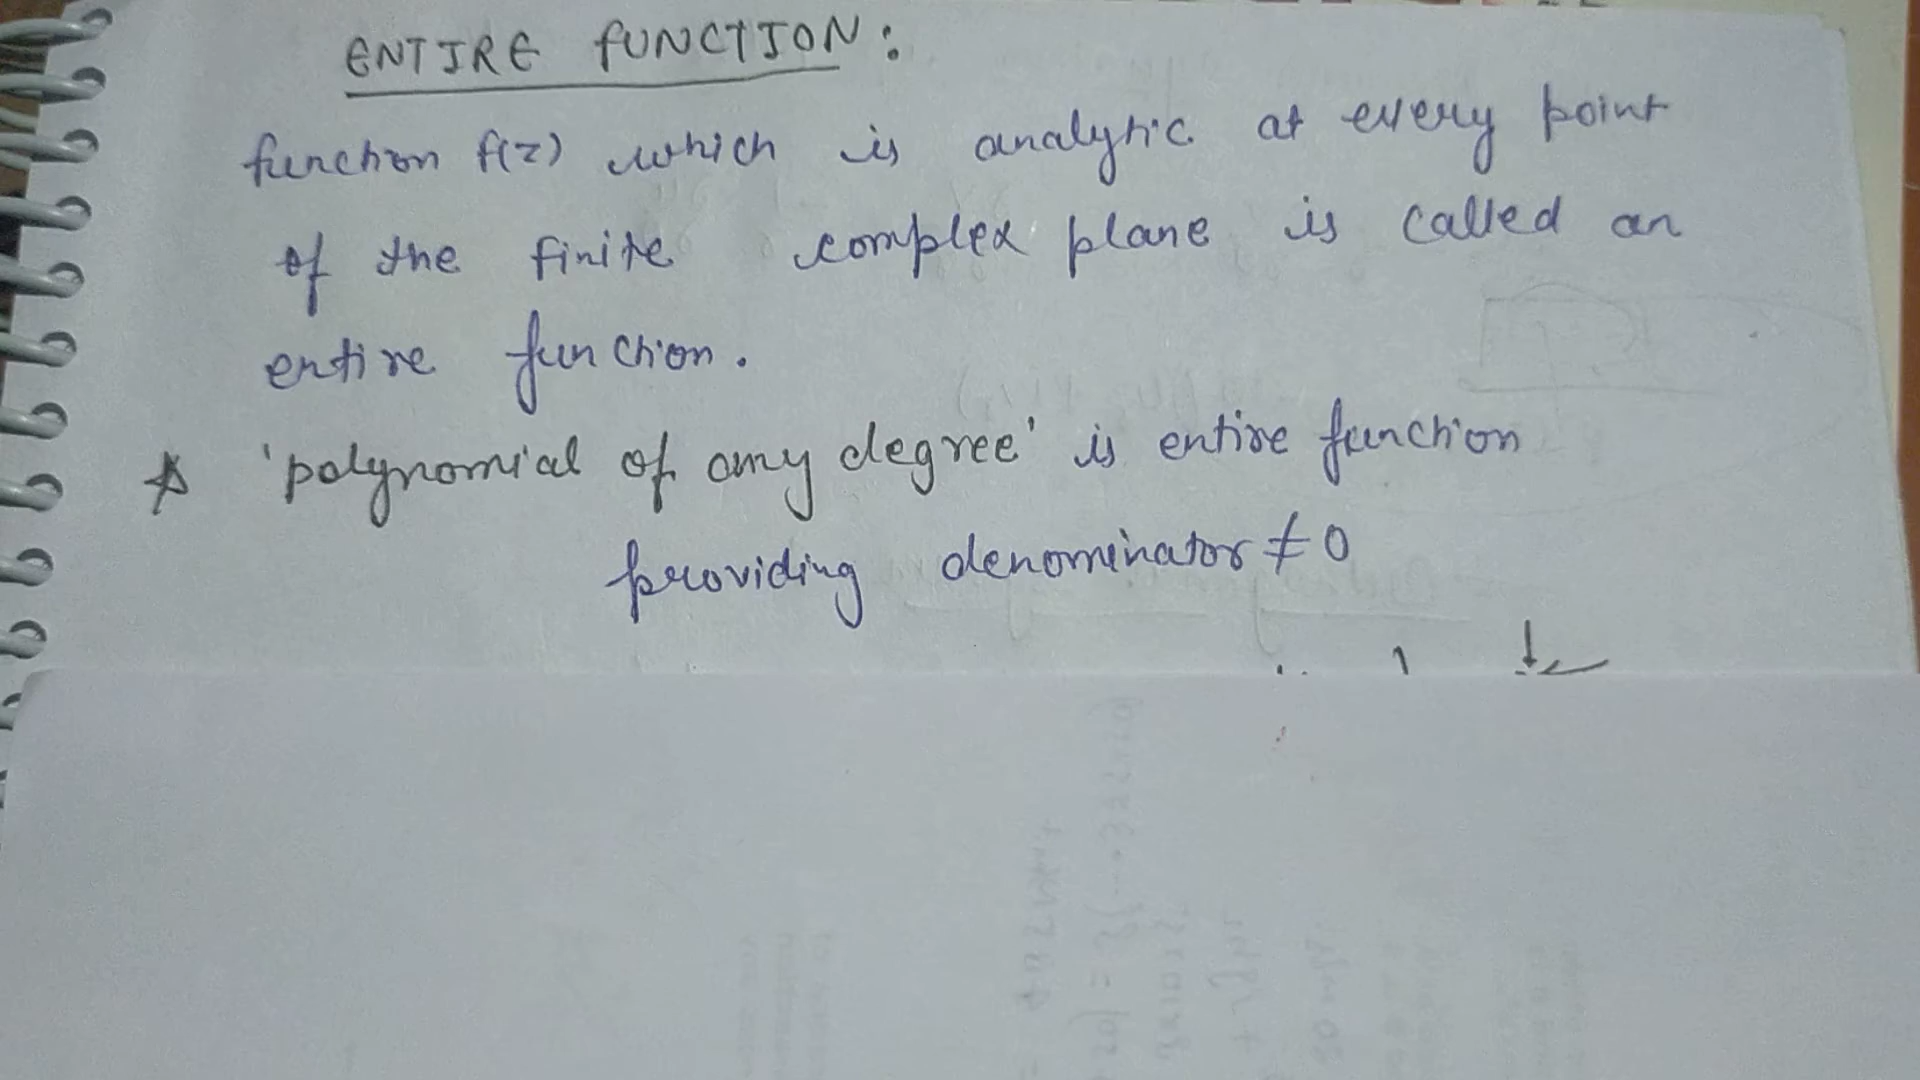 ENTIRE FUNCTION:
function f(z) which is analytic at every point
of the finite complex plane is called an
entire function.
☆ 'polynomial of any degree' is entire function
providing denominator ≠ 0